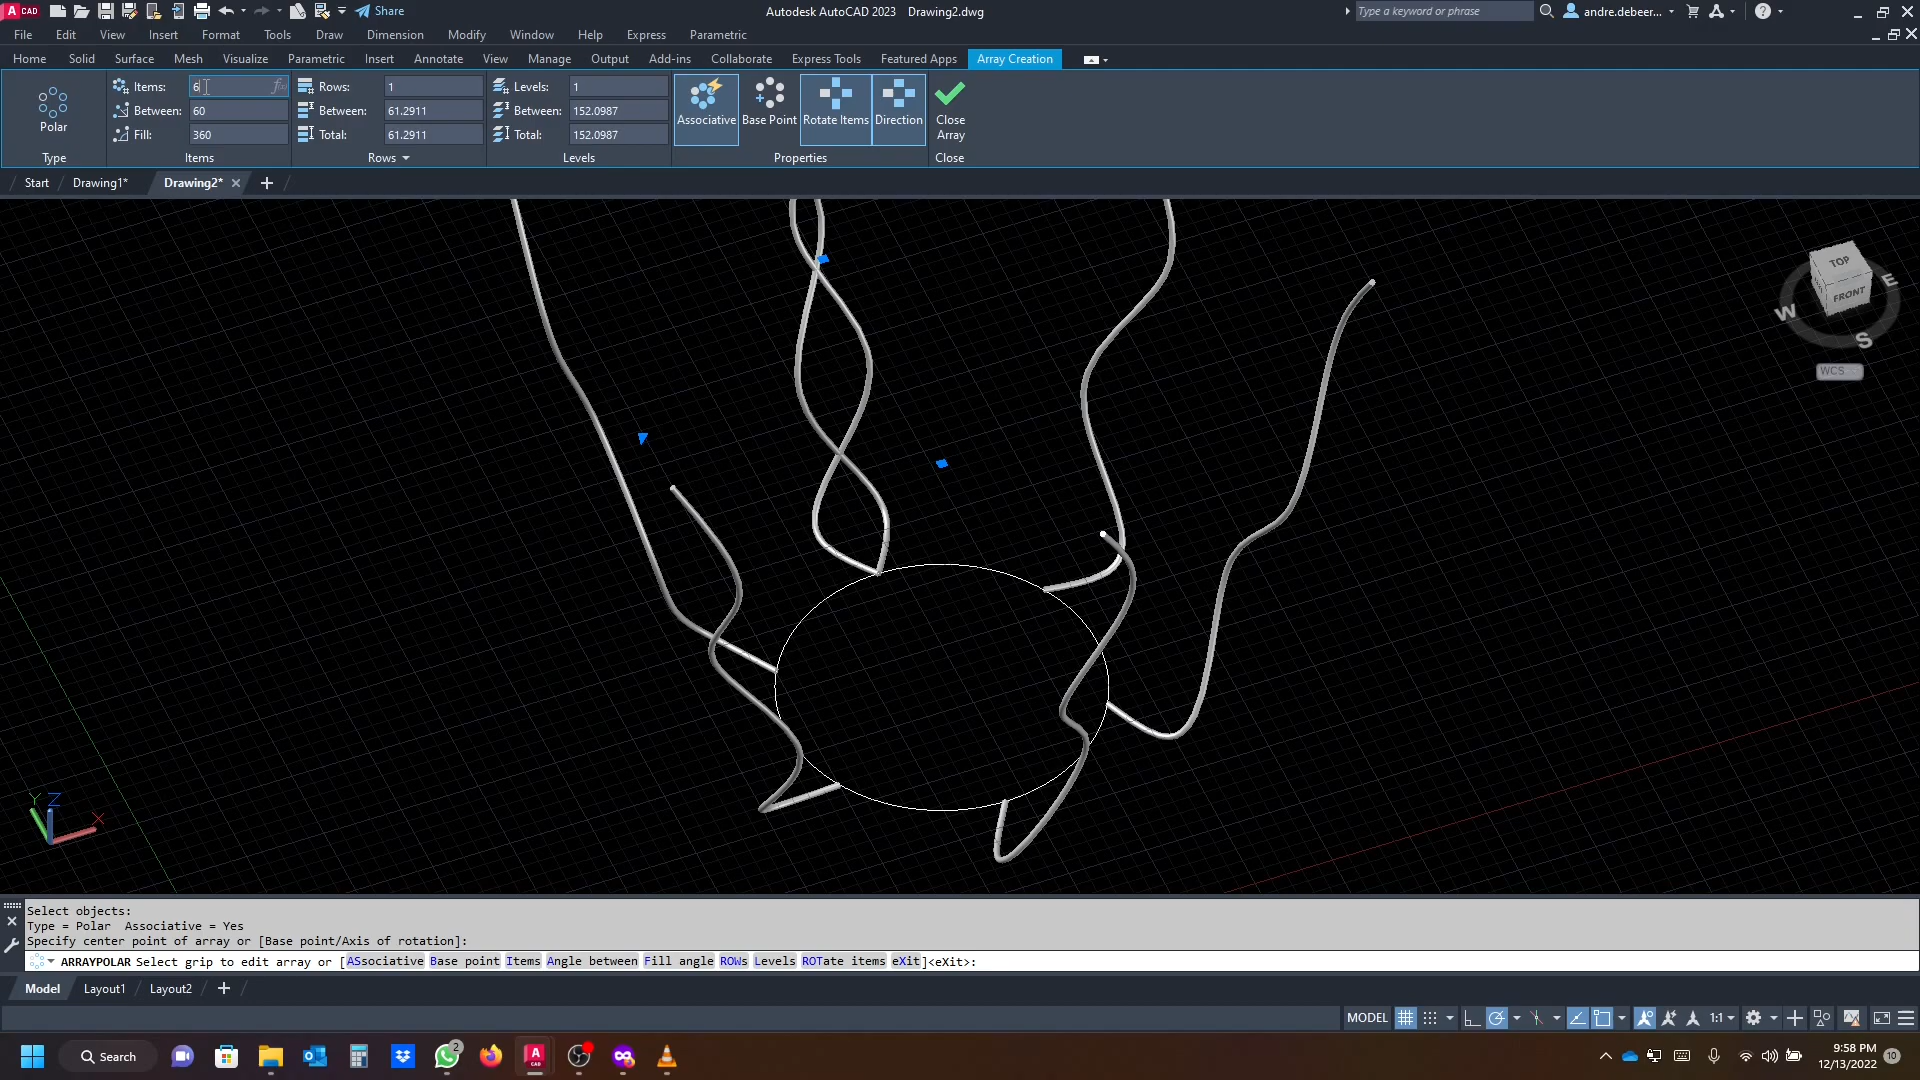 CAD Share Autodesk AutoCAD 2023 Drawing2.dwg Type a keyword or phrase andre.debeer...
File Edit View Insert Format Tools Draw Dimension Modify Window Help Express Parametric
Home Solid Surface Mesh Visualize Parametric Insert Annotate View Manage Output Add-ins Collaborate Express Tools Featured Apps Array Creation
Items: 6 Rows: 1 Levels: 1
Between: 60 Between: 61.2911 Between: 152.0987
Fill: 360 Total: 61.2911 Total: 152.0987
Polar Associative Base Point Rotate Items Direction Close Array
Type Items Rows Levels Properties Close
Start Drawing1* Drawing2*
TOP
FRONT
W
E
S
WCS
Y Z X
Select objects:
Type = Polar Associative = Yes
Specify center point of array or [Base point/Axis of rotation]:
ARRAYPOLAR Select grip to edit array or [ASsociative Base point Items Angle between Fill angle ROWs Levels ROTate items eXit]<eXit>:
Model Layout1 Layout2
MODEL 1:1
Search 2 9:58 PM
12/13/2022 10